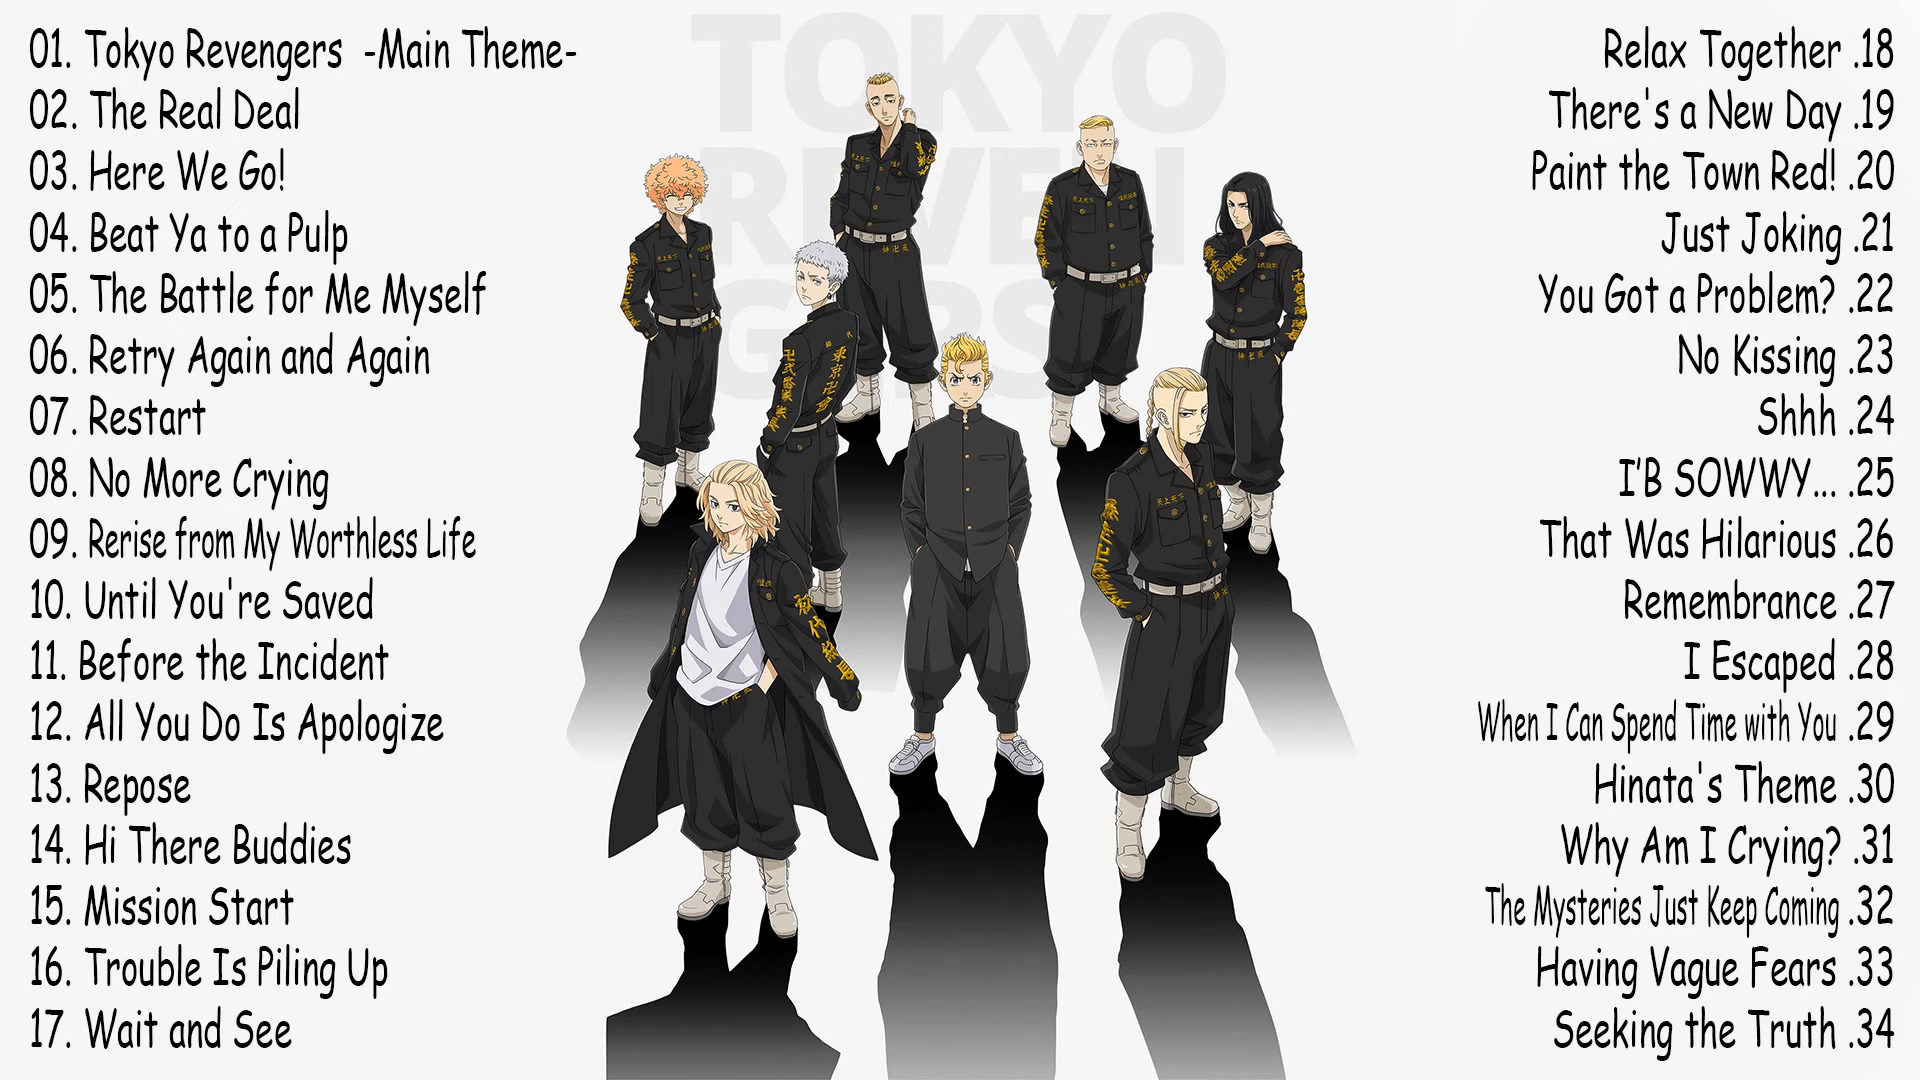 01. Tokyo Revengers -Main Theme-
02. The Real Deal
03. Here We Go!
04. Beat Ya to a Pulp
05. The Battle for Me Myself
06. Retry Again and Again
07. Restart
08. No More Crying
09. Rerise from My Worthless Life
10. Until You're Saved
11. Before the Incident
12. All You Do Is Apologize
13. Repose
14. Hi There Buddies
15. Mission Start
16. Trouble Is Piling Up
17. Wait and See
TOKYO
REVEN
GERS
Relax Together .18
There's a New Day .19
Paint the Town Red! .20
Just Joking .21
You Got a Problem? .22
No Kissing .23
Shhh .24
I'B SOWWY... .25
That Was Hilarious .26
Remembrance .27
I Escaped .28
When I Can Spend Time with You .29
Hinata's Theme .30
Why Am I Crying? .31
The Mysteries Just Keep Coming .32
Having Vague Fears .33
Seeking the Truth .34